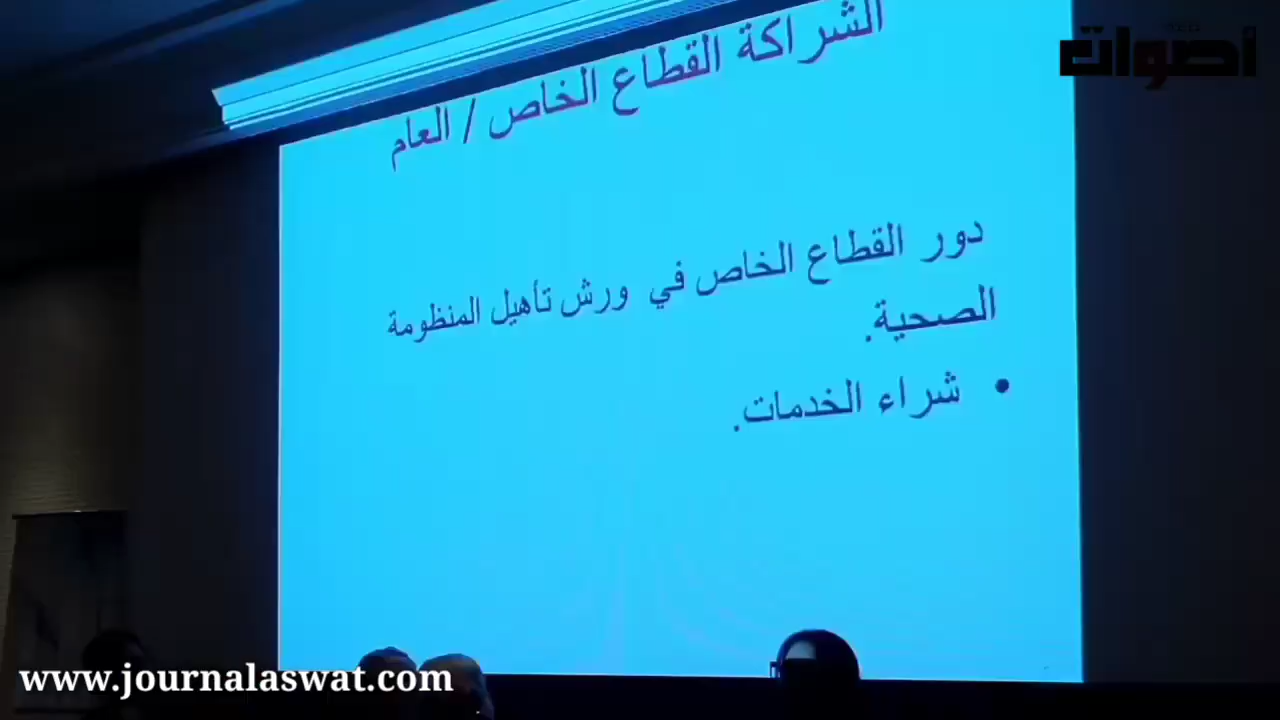 أصوات
الشراكة القطاع الخاص / العام
دور القطاع الخاص في ورش تأهيل المنظومة
الصحية.
• شراء الخدمات.
www.journalaswat.com